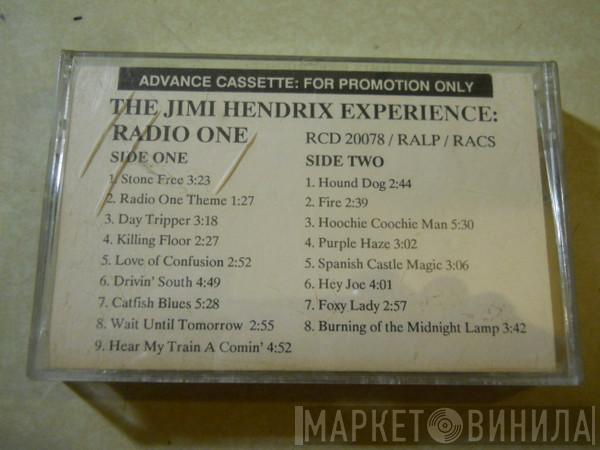 ADVANCE CASSETTE: FOR PROMOTION ONLY
THE JIMI HENDRIX EXPERIENCE:
RADIO ONE
RCD 20078 / RALP / RACS
SIDE ONE
1. Stone Free 3:23
2. Radio One Theme 1:27
3. Day Tripper 3:18
4. Killing Floor 2:27
5. Love of Confusion 2:52
6. Drivin' South 4:49
7. Catfish Blues 5:28
8. Wait Until Tomorrow 2:55
9. Hear My Train A Comin' 4:52
SIDE TWO
1. Hound Dog 2:44
2. Fire 2:39
3. Hoochie Coochie Man 5:30
4. Purple Haze 3:02
5. Spanish Castle Magic 3:06
6. Hey Joe 4:01
7. Foxy Lady 2:57
8. Burning of the Midnight Lamp 3:42
МАРКЕТ ВИНИЛА